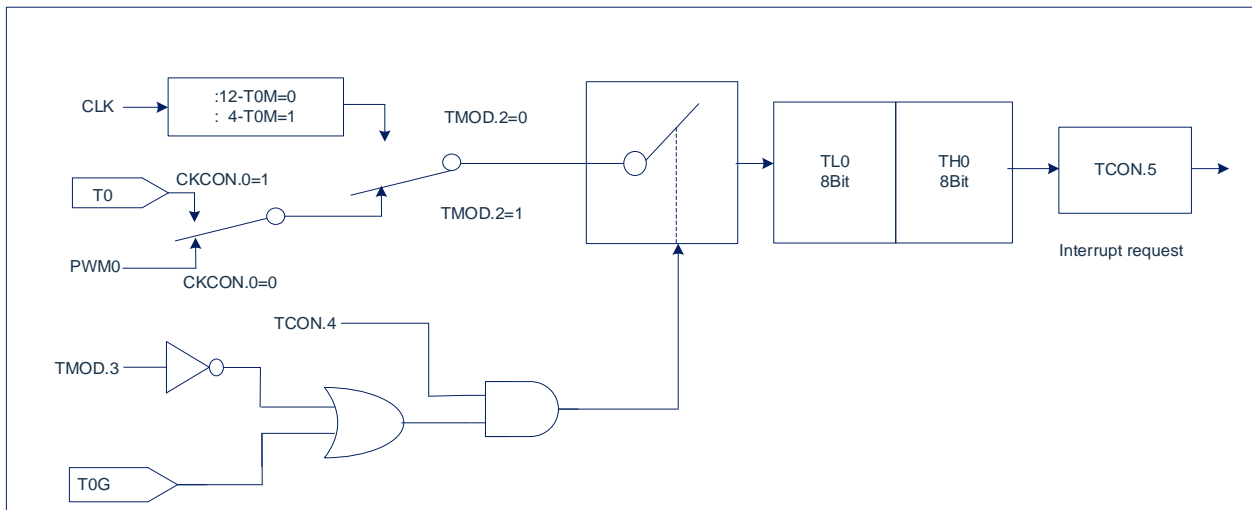 :12-T0M=0
: 4-T0M=1
CLK
TMOD.2=0
T0
CKCON.0=1
TL0
8Bit
TH0
8Bit
TCON.5
TMOD.2=1
PWM0
CKCON.0=0
Interrupt request
TCON.4
TMOD.3
T0G